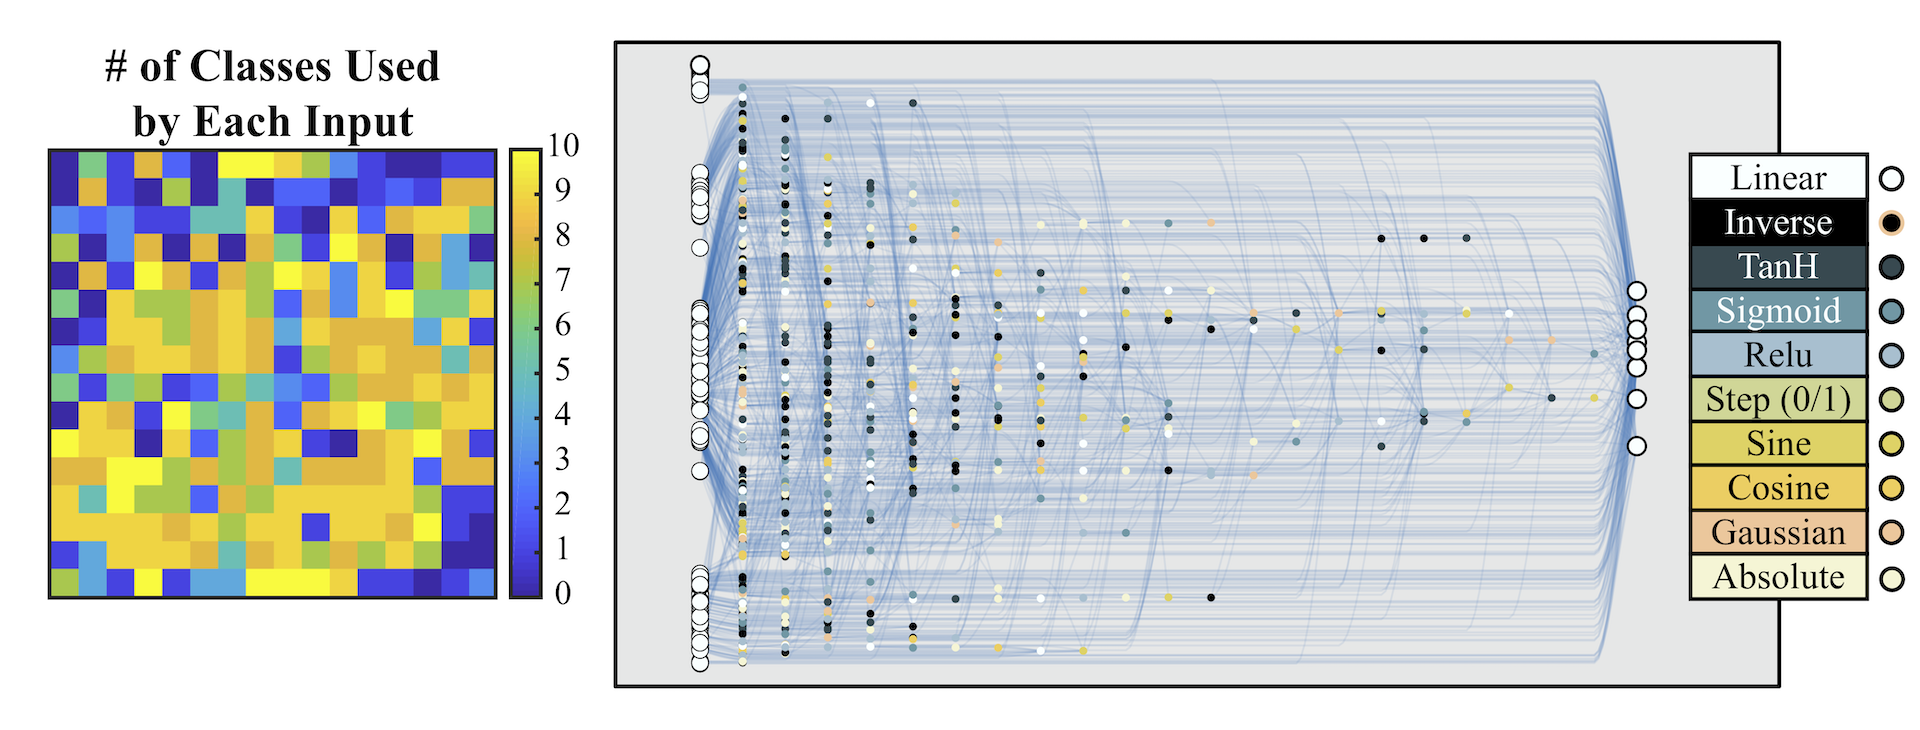 # of Classes Used
by Each Input
10
9
8
7
6
5
4
3
2
1
0
Linear
Inverse
TanH
Sigmoid
Relu
Step (0/1)
Sine
Cosine
Gaussian
Absolute